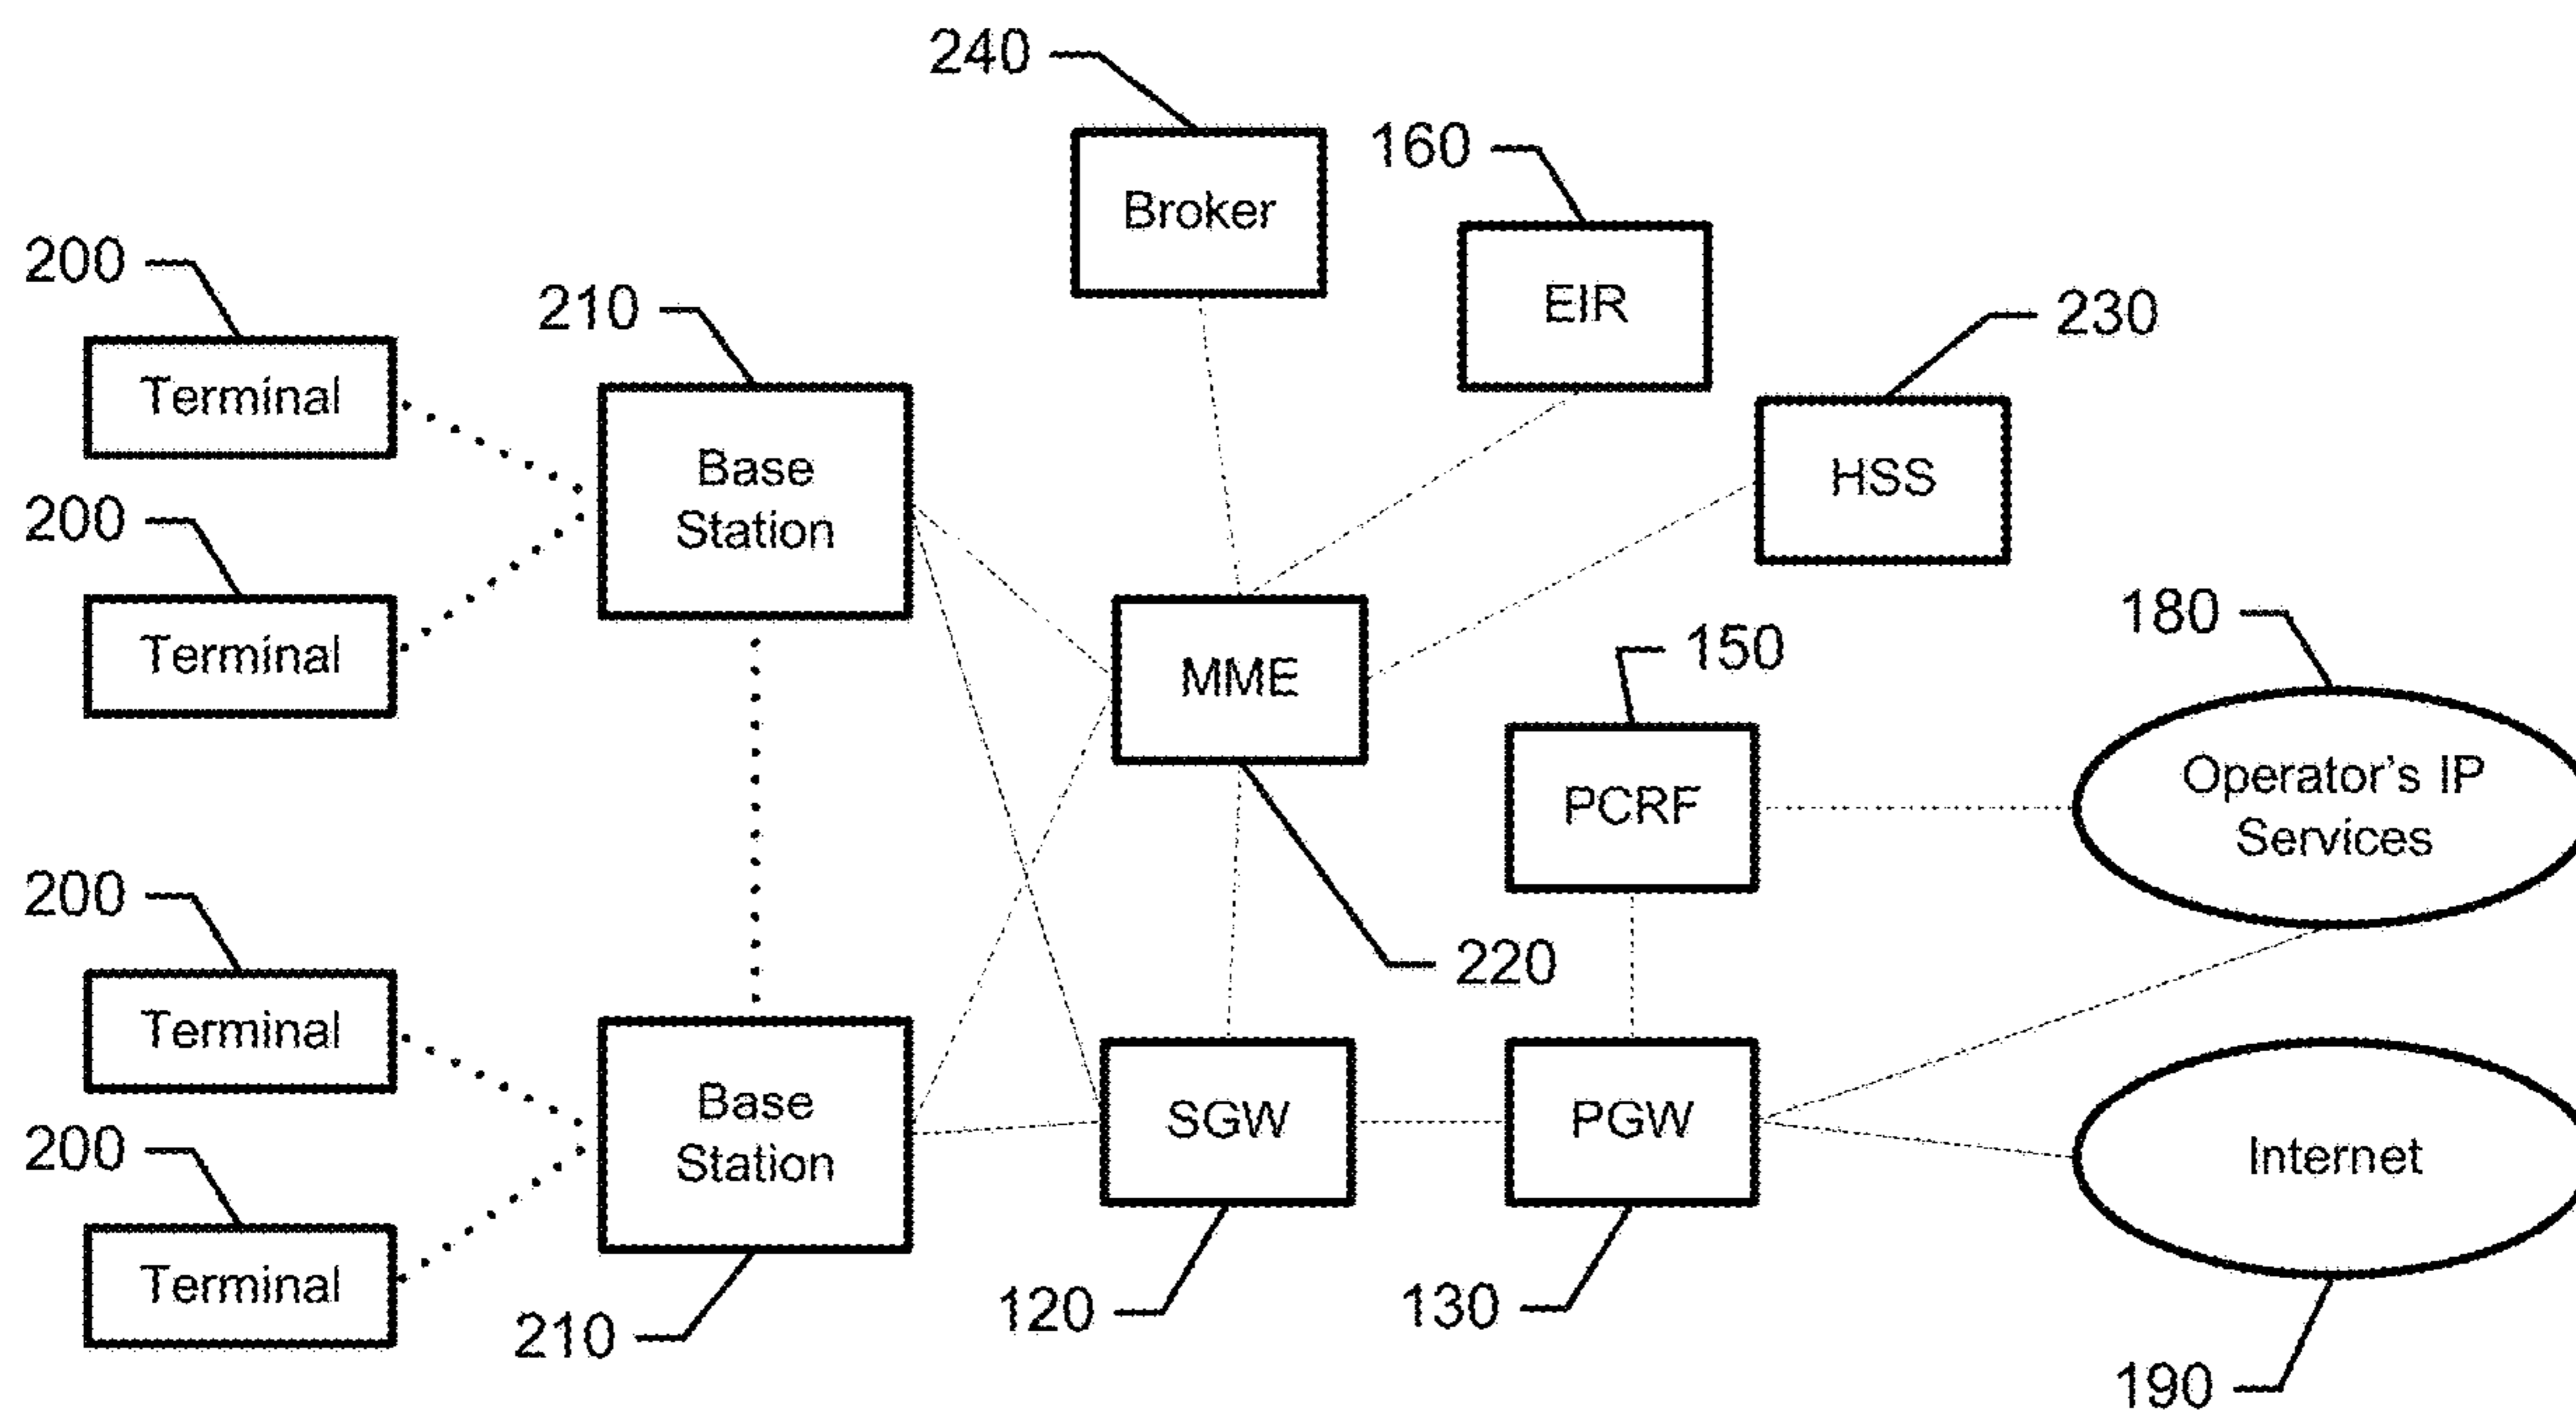 240
160
Broker
200
210
EIR
230
Terminal
Base
Station
HSS
200
Terminal
MME
150
180
PCRF
Operator's IP
Services
200
220
Terminal
Base
Station
SGW
PGW
Internet
200
Terminal
210
120
130
190